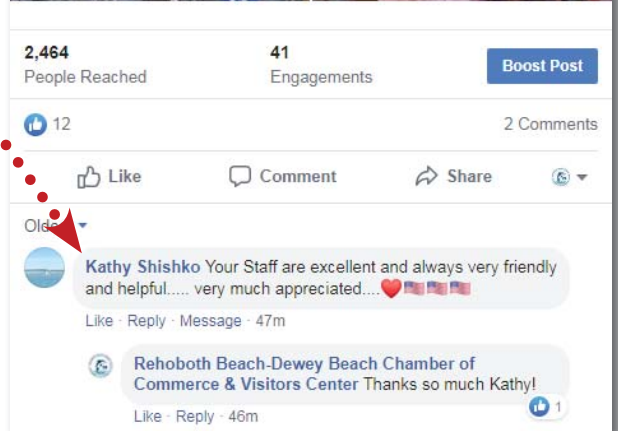 2,464 41
People Reached Engagements Boost Post
12 2 Comments
Like Comment Share
Kathy Shishko Your Staff are excellent and always very friendly
and helpful..... very much appreciated....❤️🇺🇸🇺🇸🇺🇸
Like · Reply · Message · 47m
Rehoboth Beach-Dewey Beach Chamber of
Commerce & Visitors Center Thanks so much Kathy!
1
Like · Reply · 46m